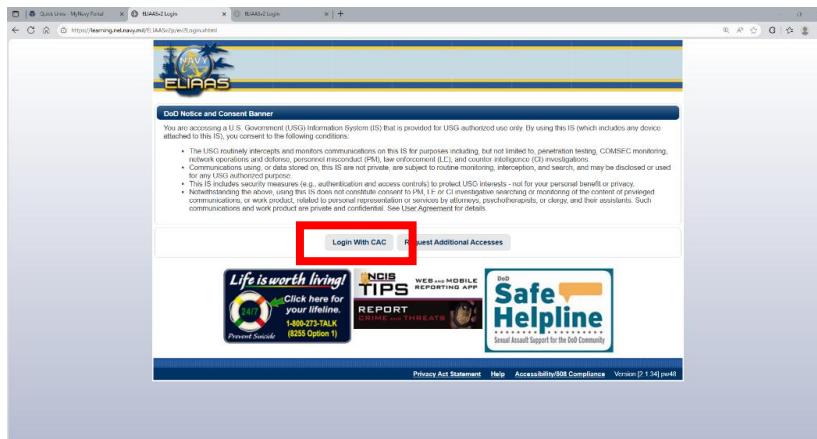 Quick Links - MyNavy Portal
ELIAASv2 Login
ELIAASv2 Login
NAVY
ELIAAS
DoD Notice and Consent Banner
You are accessing a U.S. Government (USG) Information System (IS) that is provided for USG-authorized use only. By using this IS (which includes any device
attached to this IS), you consent to the following conditions:
• The USG routinely intercepts and monitors communications on this IS for purposes including, but not limited to, penetration testing, COMSEC monitoring,
network operations and defense, personnel misconduct (PM), law enforcement (LE), and counter intelligence (CI) investigations.
• Communications using, or data stored on, this IS are not private, are subject to routine monitoring, interception, and search, and may be disclosed or used
for any USG authorized purpose.
• This IS includes security measures (e.g., authentication and access controls) to protect USG interests - not for your personal benefit or privacy.
• Notwithstanding the above, using this IS does not constitute consent to PM, LE or CI investigative searching or monitoring of the content of privileged
communications, or work product, related to personal representation or services by attorneys, psychotherapists, or clergy, and their assistants. Such
communications and work product are private and confidential. See User Agreement for details.
Login With CAC
Request Additional Accesses
Life is worth living!
24/7
Click here for
your lifeline.
1-800-273-TALK
(8255 Option 1)
Prevent Suicide
NCIS
TIPS
WEB AND MOBILE
REPORTING APP
REPORT
CRIME AND THREATS
DoD
Safe
Helpline
Sexual Assault Support for the DoD Community
Privacy Act Statement Help Accessibility/508 Compliance Version [2.1.34] pw48